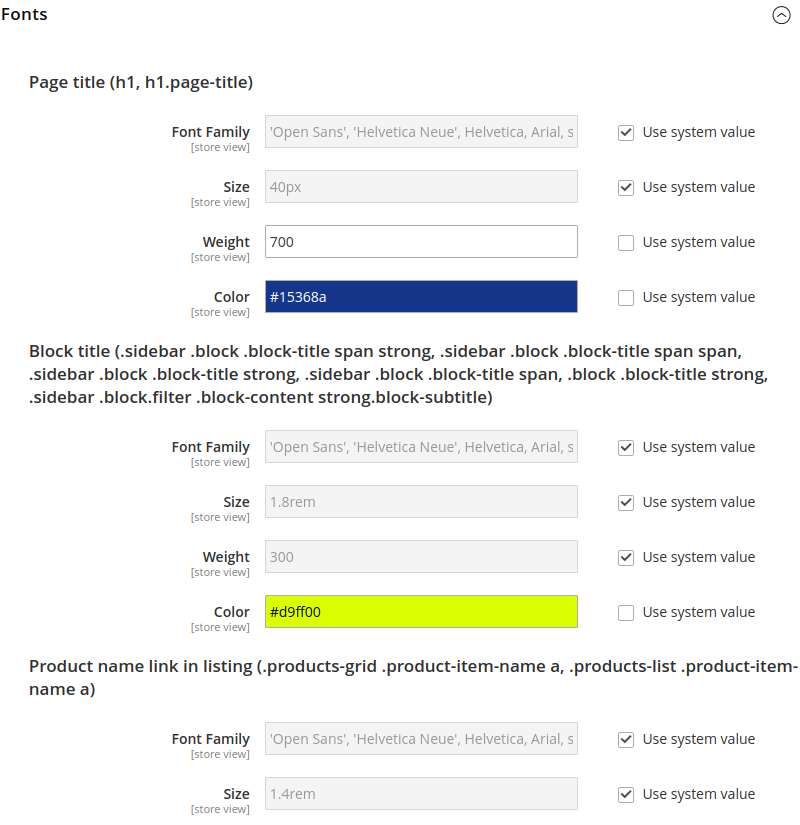 Fonts
Page title (h1, h1.page-title)
Font Family
[store view]
'Open Sans', 'Helvetica Neue', Helvetica, Arial, s
Use system value
Size
[store view]
40px
Use system value
Weight
[store view]
700
Use system value
Color
[store view]
#15368a
Use system value
Block title (.sidebar .block .block-title span strong, .sidebar .block .block-title span span,
.sidebar .block .block-title strong, .sidebar .block .block-title span, .block .block-title strong,
.sidebar .block.filter .block-content strong.block-subtitle)
Font Family
[store view]
'Open Sans', 'Helvetica Neue', Helvetica, Arial, s
Use system value
Size
[store view]
1.8rem
Use system value
Weight
[store view]
300
Use system value
Color
[store view]
#d9ff00
Use system value
Product name link in listing (.products-grid .product-item-name a, .products-list .product-item-
name a)
Font Family
[store view]
'Open Sans', 'Helvetica Neue', Helvetica, Arial, s
Use system value
Size
[store view]
1.4rem
Use system value